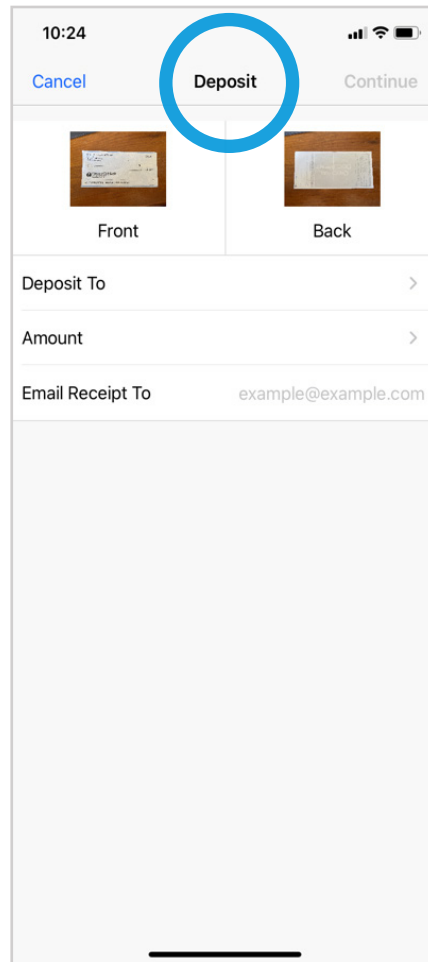 10:24
Cancel Deposit Continue
Front Back
Deposit To
Amount
Email Receipt To example@example.com